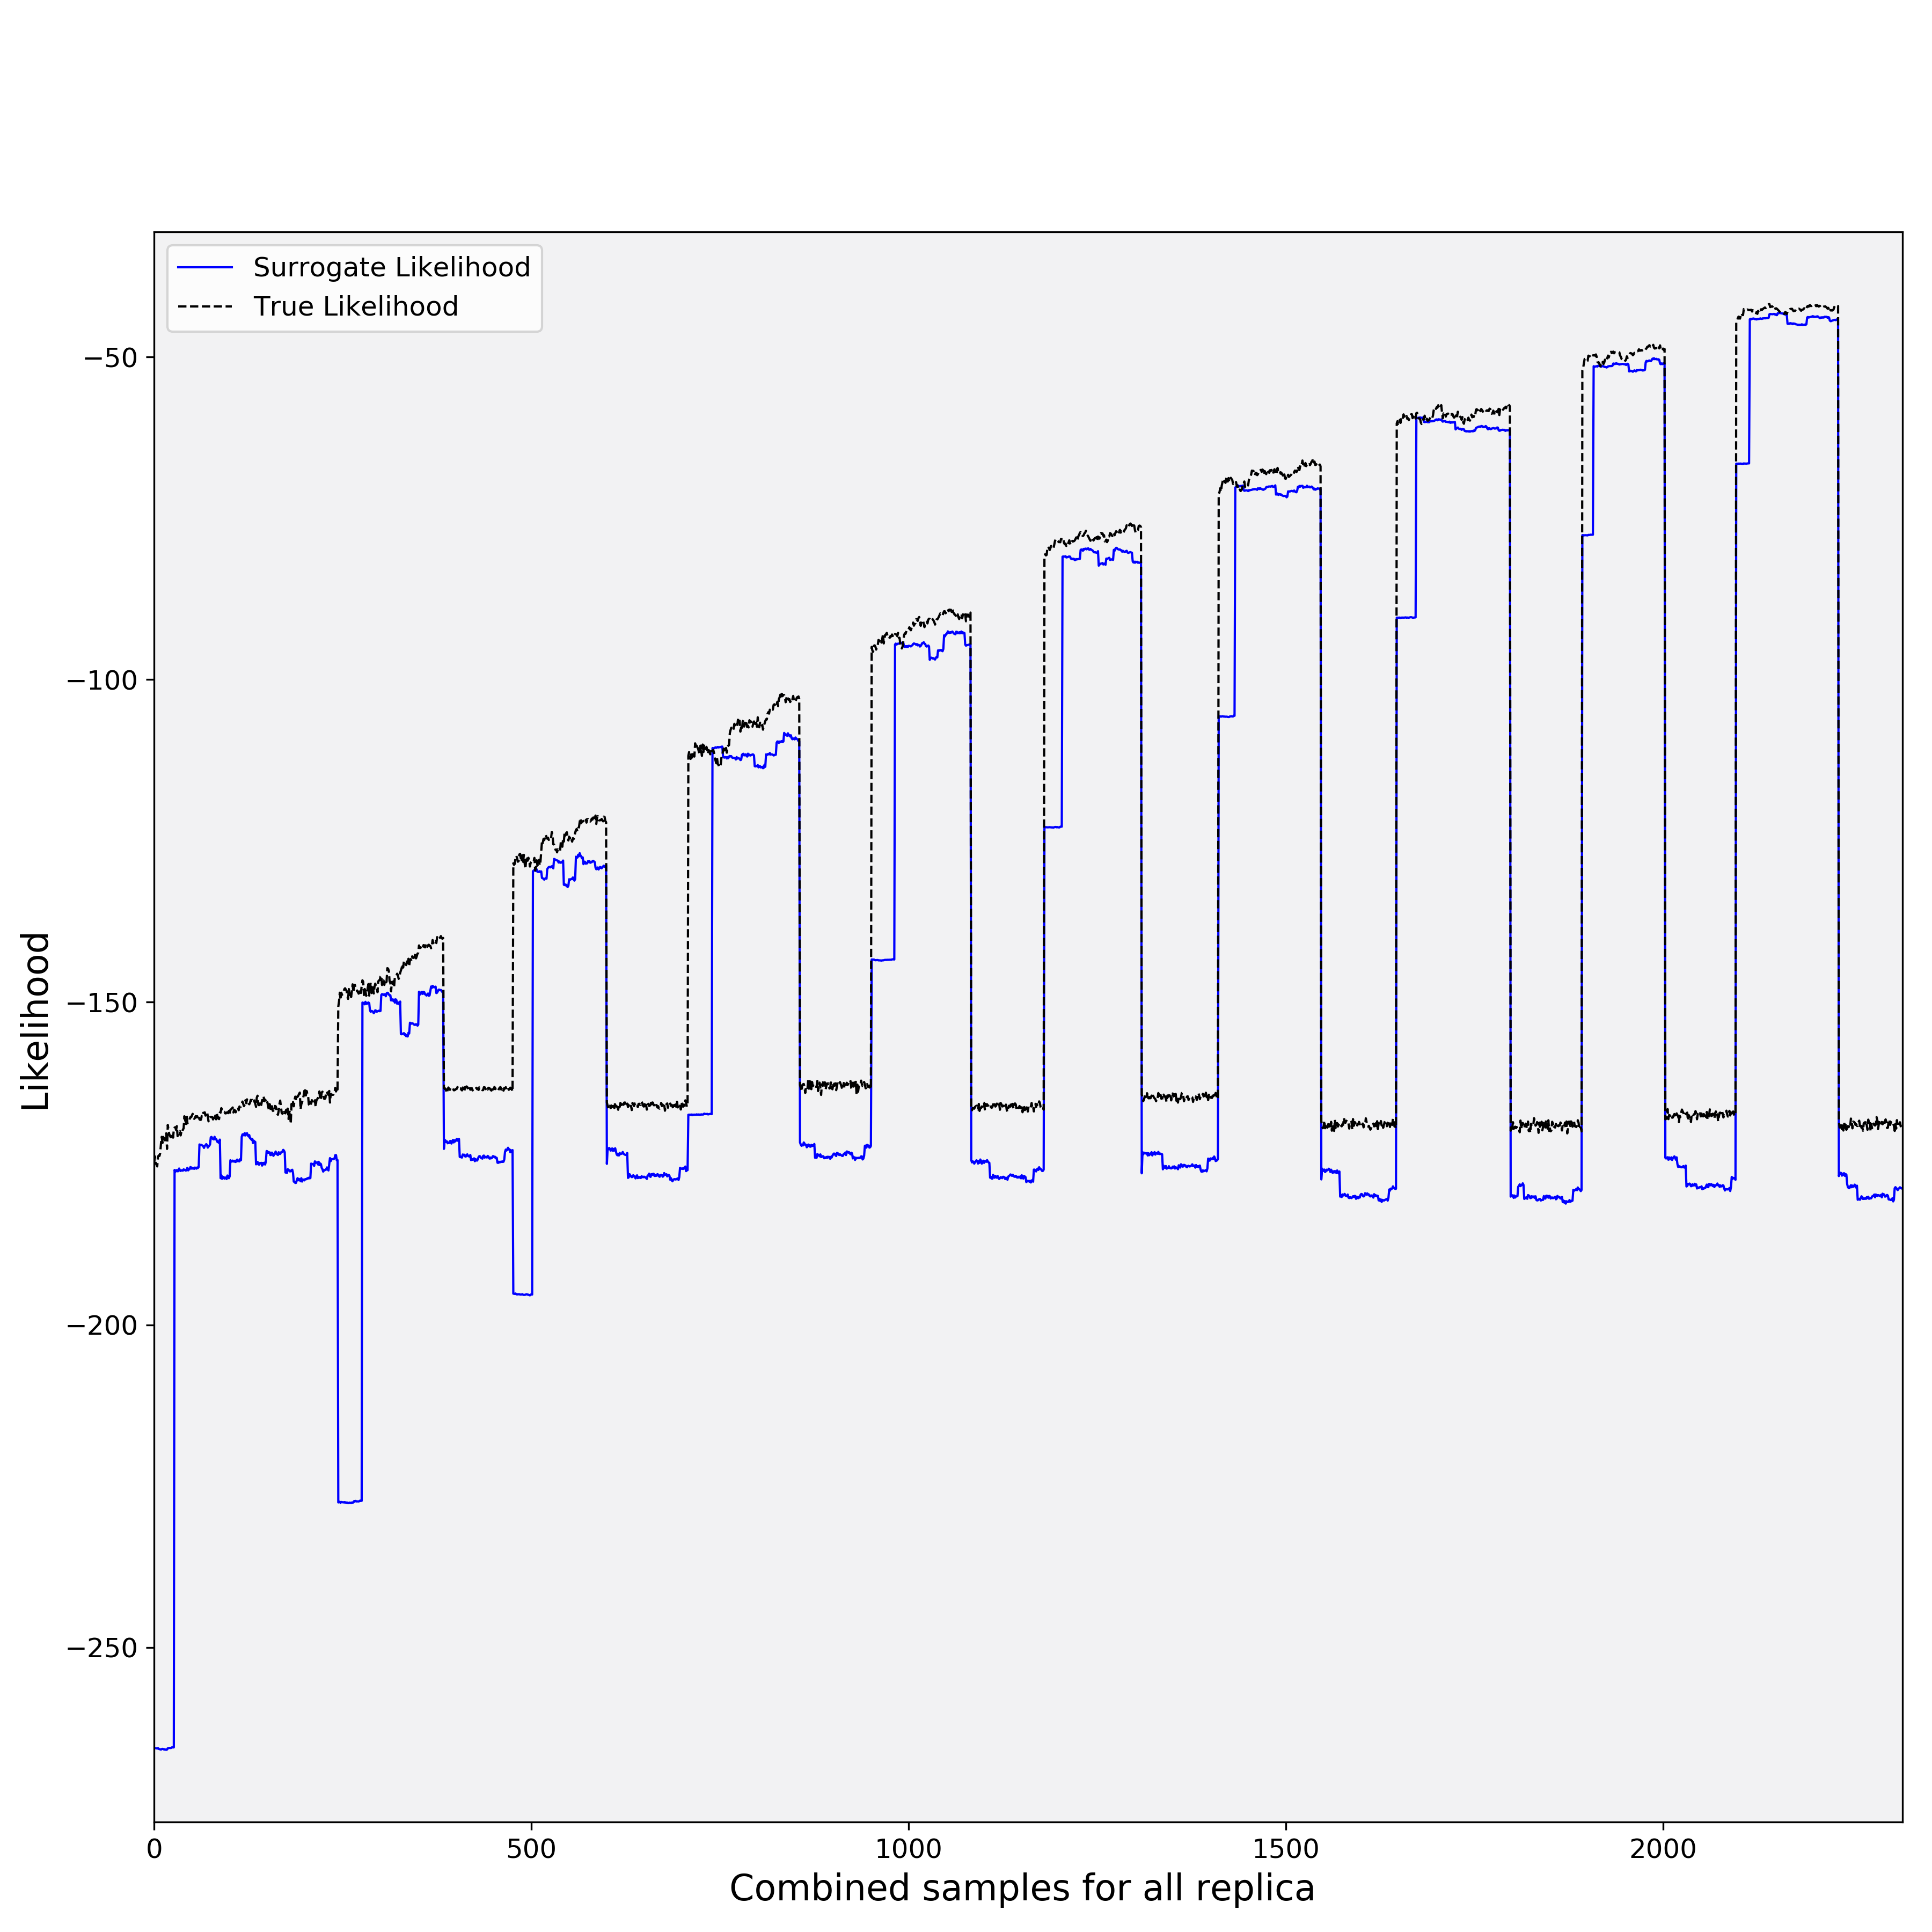 Surrogate Likelihood
True Likelihood
−50
−100
−150
−200
−250
Likelihood
0 500 1000 1500 2000
Combined samples for all replica